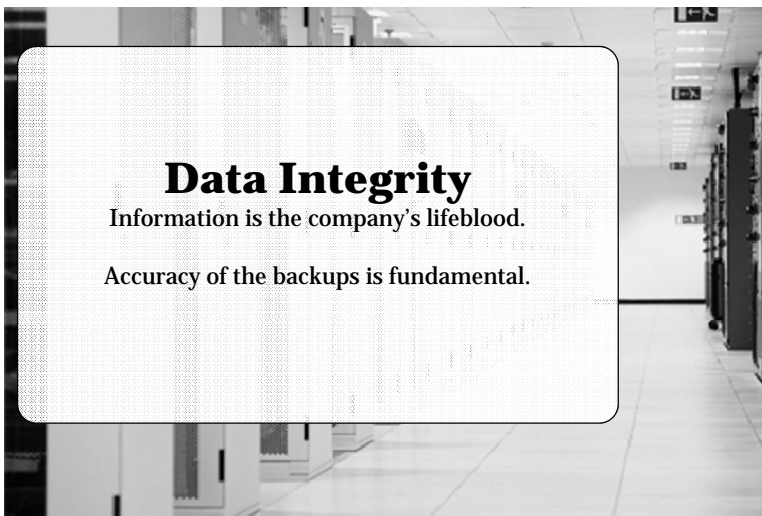 Data Integrity
Information is the company's lifeblood.
Accuracy of the backups is fundamental.